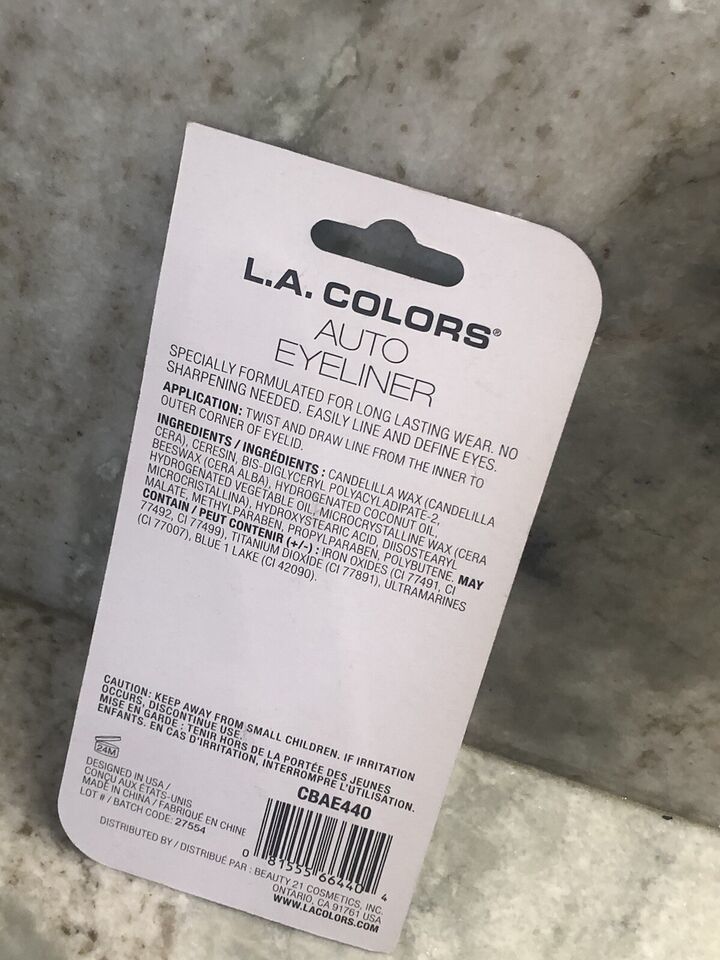 L.A. COLORS®
AUTO
EYELINER
SPECIALLY FORMULATED FOR LONG LASTING WEAR. NO
SHARPENING NEEDED. EASILY LINE AND DEFINE EYES.
APPLICATION: TWIST AND DRAW LINE FROM THE INNER TO
OUTER CORNER OF EYELID.
INGREDIENTS / INGRÉDIENTS : CANDELILLA WAX (CANDELILLA
CERA), CERESIN, BIS-DIGLYCERYL POLYACYLADIPATE-2,
BEESWAX (CERA ALBA), HYDROGENATED COCONUT OIL,
HYDROGENATED VEGETABLE OIL, MICROCRYSTALLINE WAX (CERA
MICROCRISTALLINA), HYDROXYSTEARIC ACID, DIISOSTEARYL
MALATE, METHYLPARABEN, PROPYLPARABEN, POLYBUTENE. MAY
CONTAIN / PEUT CONTENIR (+/-) : IRON OXIDES (CI 77491, CI
77492, CI 77499), TITANIUM DIOXIDE (CI 77891), ULTRAMARINES
(CI 77007), BLUE 1 LAKE (CI 42090).
CAUTION: KEEP AWAY FROM SMALL CHILDREN. IF IRRITATION
OCCURS, DISCONTINUE USE.
MISE EN GARDE : TENIR HORS DE LA PORTÉE DES JEUNES
ENFANTS. EN CAS D'IRRITATION, INTERROMPRE L'UTILISATION.
24M
DESIGNED IN USA /
CONÇU AUX ÉTATS-UNIS
MADE IN CHINA / FABRIQUÉ EN CHINE
LOT # / BATCH CODE: 27554
CBAE440
0 81555 66440 4
DISTRIBUTED BY / DISTRIBUÉ PAR : BEAUTY 21 COSMETICS, INC.
ONTARIO, CA 91761 USA
WWW.LACOLORS.COM